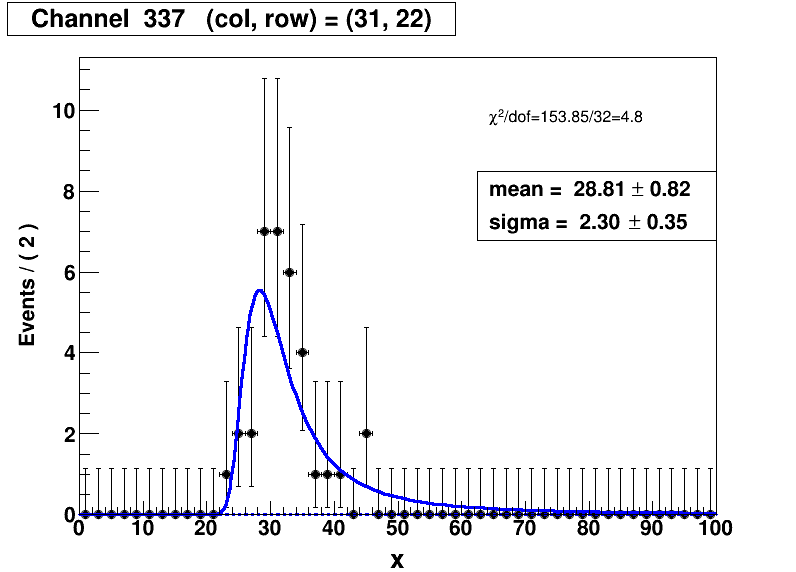 Channel  337   (col, row) = (31, 22)
χ²/dof=153.85/32=4.8
mean =  28.81 ± 0.82
sigma =  2.30 ± 0.35
Events / ( 2 )
10
8
6
4
2
0
0 10 20 30 40 50 60 70 80 90 100
x